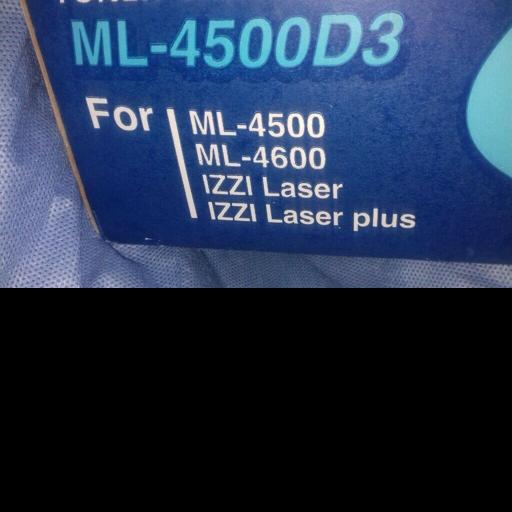 ML-4500D3
For
ML-4500
ML-4600
IZZI Laser
IZZI Laser plus